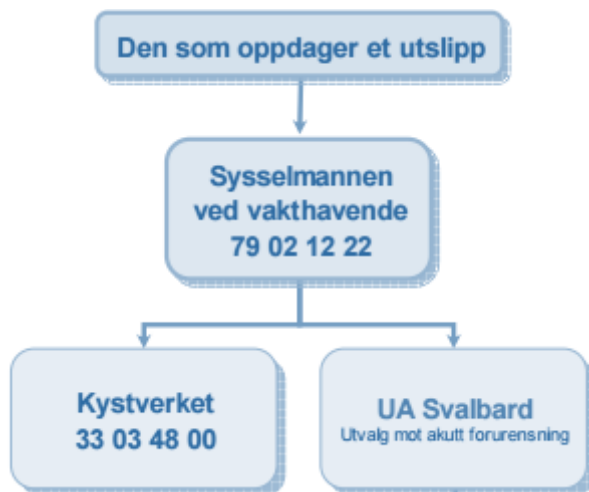 Den som oppdager et utslipp
Sysselmannen
ved vakthavende
79 02 12 22
Kystverket
33 03 48 00
UA Svalbard
Utvalg mot akutt forurensning